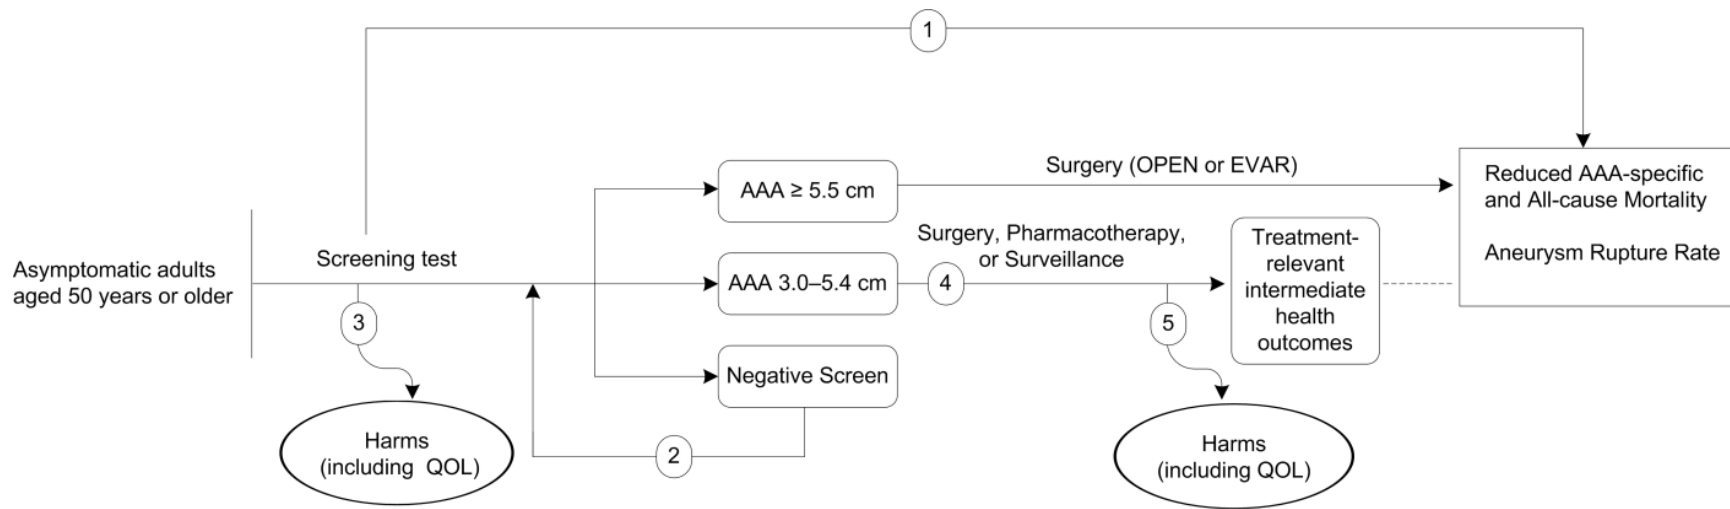 1
Surgery (OPEN or EVAR)
AAA ≥ 5.5 cm
Reduced AAA-specific
and All-cause Mortality
Aneurysm Rupture Rate
Asymptomatic adults
aged 50 years or older
Screening test
3
Harms
(including QOL)
AAA 3.0–5.4 cm
Surgery, Pharmacotherapy,
or Surveillance
4
5
Treatment-
relevant
intermediate
health
outcomes
Negative Screen
2
Harms
(including QOL)